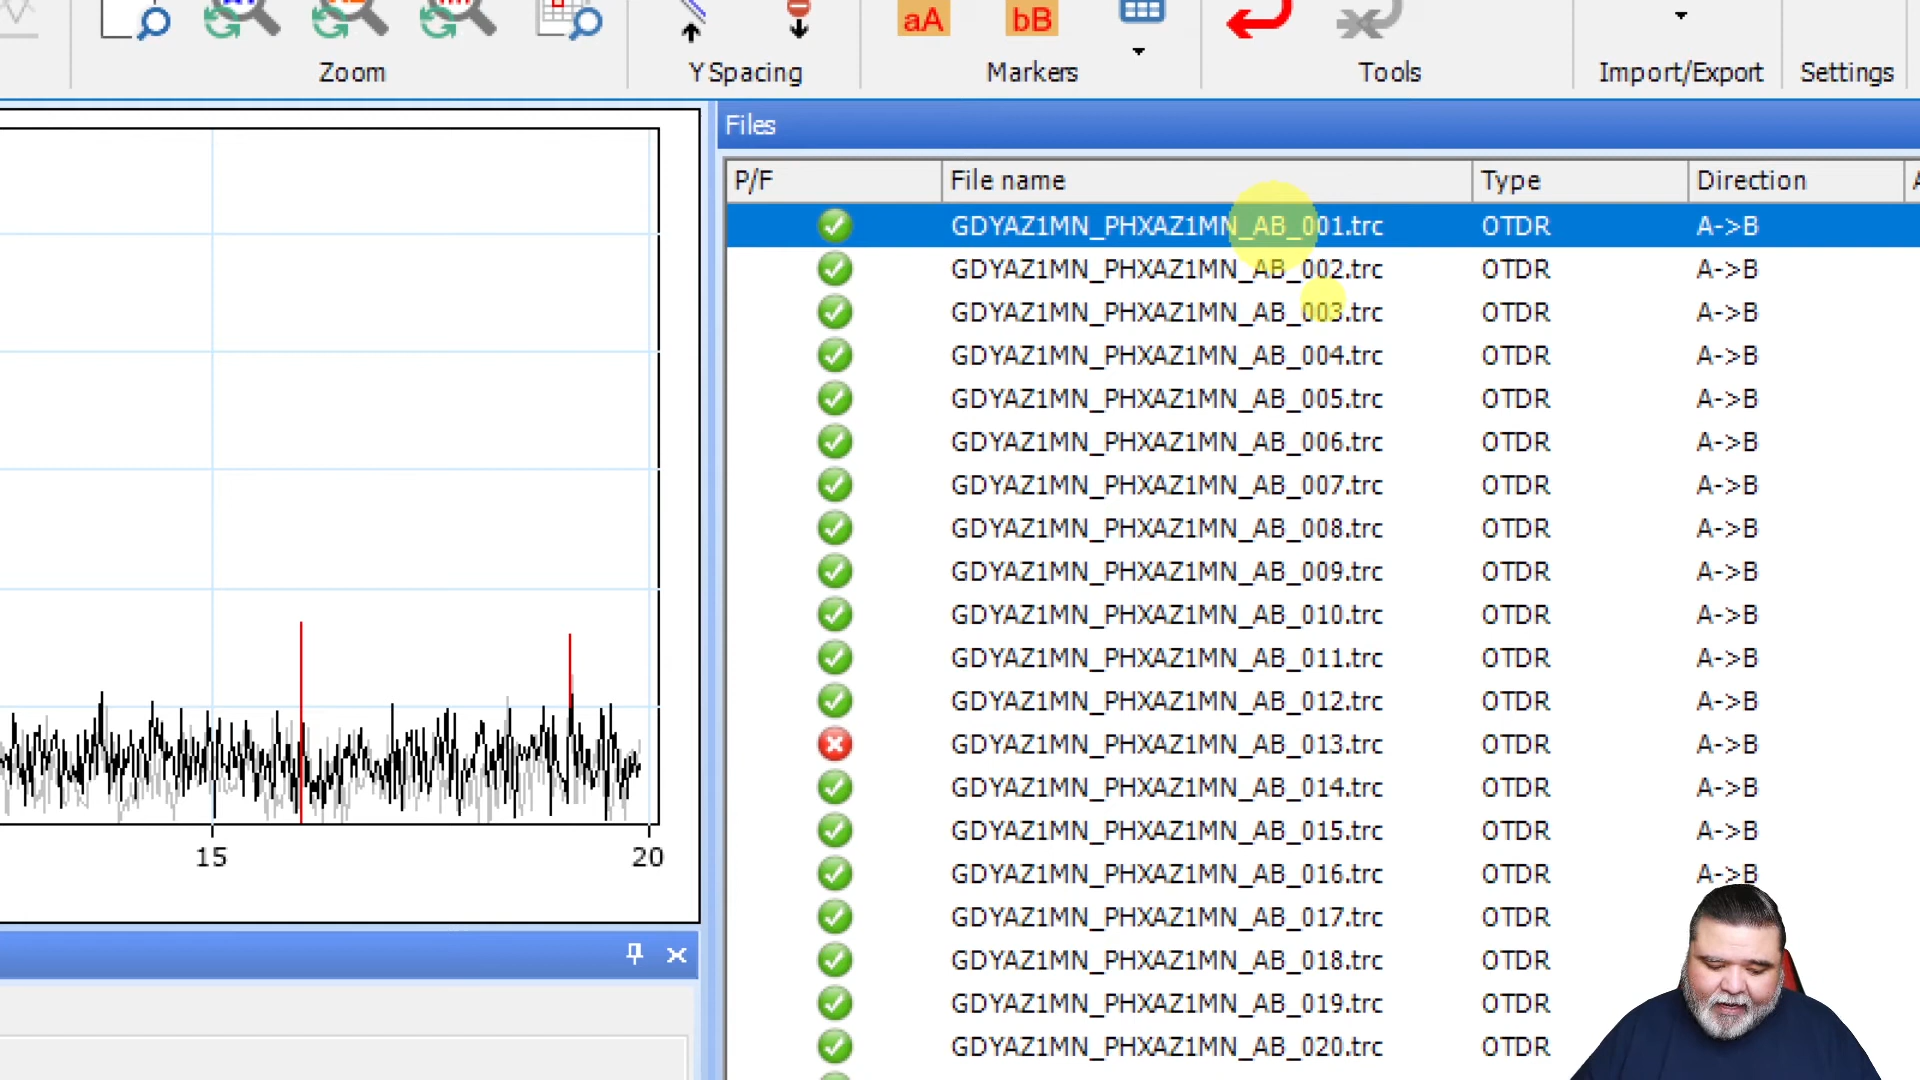 aA bB
Zoom Y Spacing Markers Tools Import/Export Settings
Files
P/F File name Type Direction
GDYAZ1MN_PHXAZ1MN_AB_001.trc OTDR A->B
GDYAZ1MN_PHXAZ1MN_AB_002.trc OTDR A->B
GDYAZ1MN_PHXAZ1MN_AB_003.trc OTDR A->B
GDYAZ1MN_PHXAZ1MN_AB_004.trc OTDR A->B
GDYAZ1MN_PHXAZ1MN_AB_005.trc OTDR A->B
GDYAZ1MN_PHXAZ1MN_AB_006.trc OTDR A->B
GDYAZ1MN_PHXAZ1MN_AB_007.trc OTDR A->B
GDYAZ1MN_PHXAZ1MN_AB_008.trc OTDR A->B
GDYAZ1MN_PHXAZ1MN_AB_009.trc OTDR A->B
GDYAZ1MN_PHXAZ1MN_AB_010.trc OTDR A->B
GDYAZ1MN_PHXAZ1MN_AB_011.trc OTDR A->B
GDYAZ1MN_PHXAZ1MN_AB_012.trc OTDR A->B
GDYAZ1MN_PHXAZ1MN_AB_013.trc OTDR A->B
GDYAZ1MN_PHXAZ1MN_AB_014.trc OTDR A->B
GDYAZ1MN_PHXAZ1MN_AB_015.trc OTDR A->B
GDYAZ1MN_PHXAZ1MN_AB_016.trc OTDR A->B
GDYAZ1MN_PHXAZ1MN_AB_017.trc OTDR
GDYAZ1MN_PHXAZ1MN_AB_018.trc OTDR
GDYAZ1MN_PHXAZ1MN_AB_019.trc OTDR
GDYAZ1MN_PHXAZ1MN_AB_020.trc OTDR
15 20